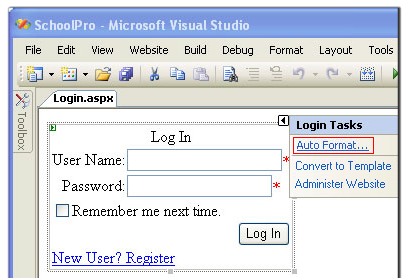 SchoolPro - Microsoft Visual Studio
File Edit View Website Build Debug Format Layout Tools
Login.aspx
Toolbox
Log In
User Name: *
Password: *
Remember me next time.
Log In
New User? Register
Login Tasks
Auto Format...
Convert to Template
Administer Website